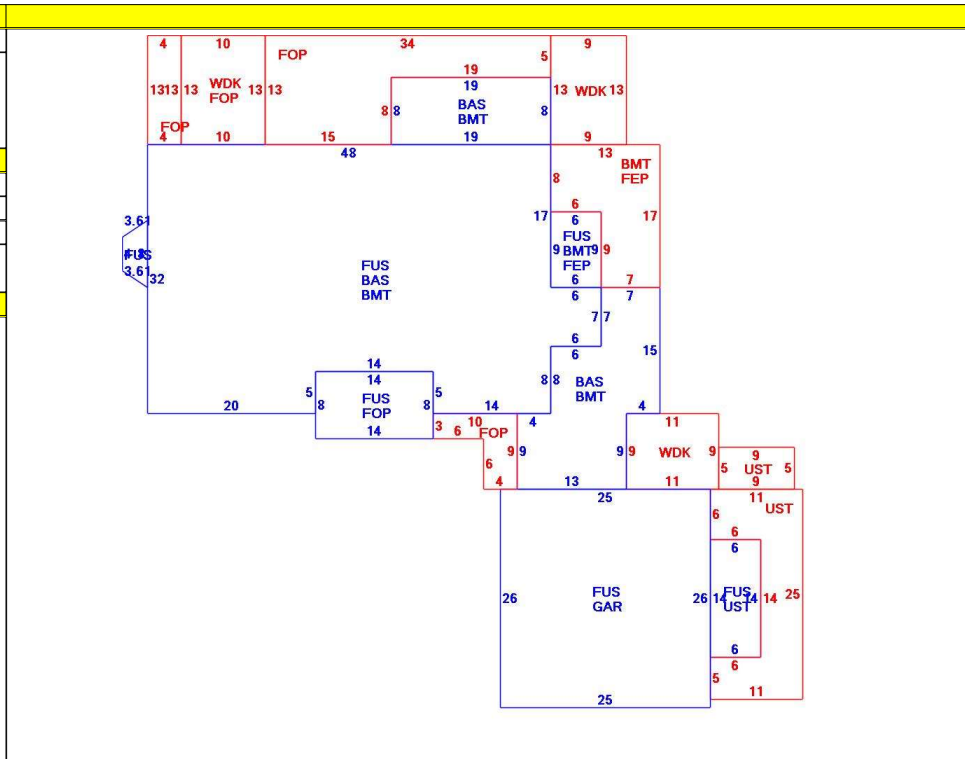 4 10 34 9
FOP
5
19
1313 13 WDK 13 13 19 13 WDK 13
FOP
BAS
8 8 BMT 8
FOP
4 10 15 19 9
48 13
BMT
FEP
8
6
3.61 17 6 17
FUS
FUS 9 BMT 9 9
FEP
3.61 32
FUS
BAS
BMT
6 7
6 7
7 7
6
14 6 15
14
5 5 8 8 BAS
BMT
8 FUS 8
FOP
20 14 4 4 11
10
14 3 6 FOP
9 9 9 9 WDK 9 9
5 UST 5
6
4 13 11 9
25 11
UST
6
6
6
26 FUS
GAR
26 14 FUS 14 14 25
UST
6
6
5
25 11